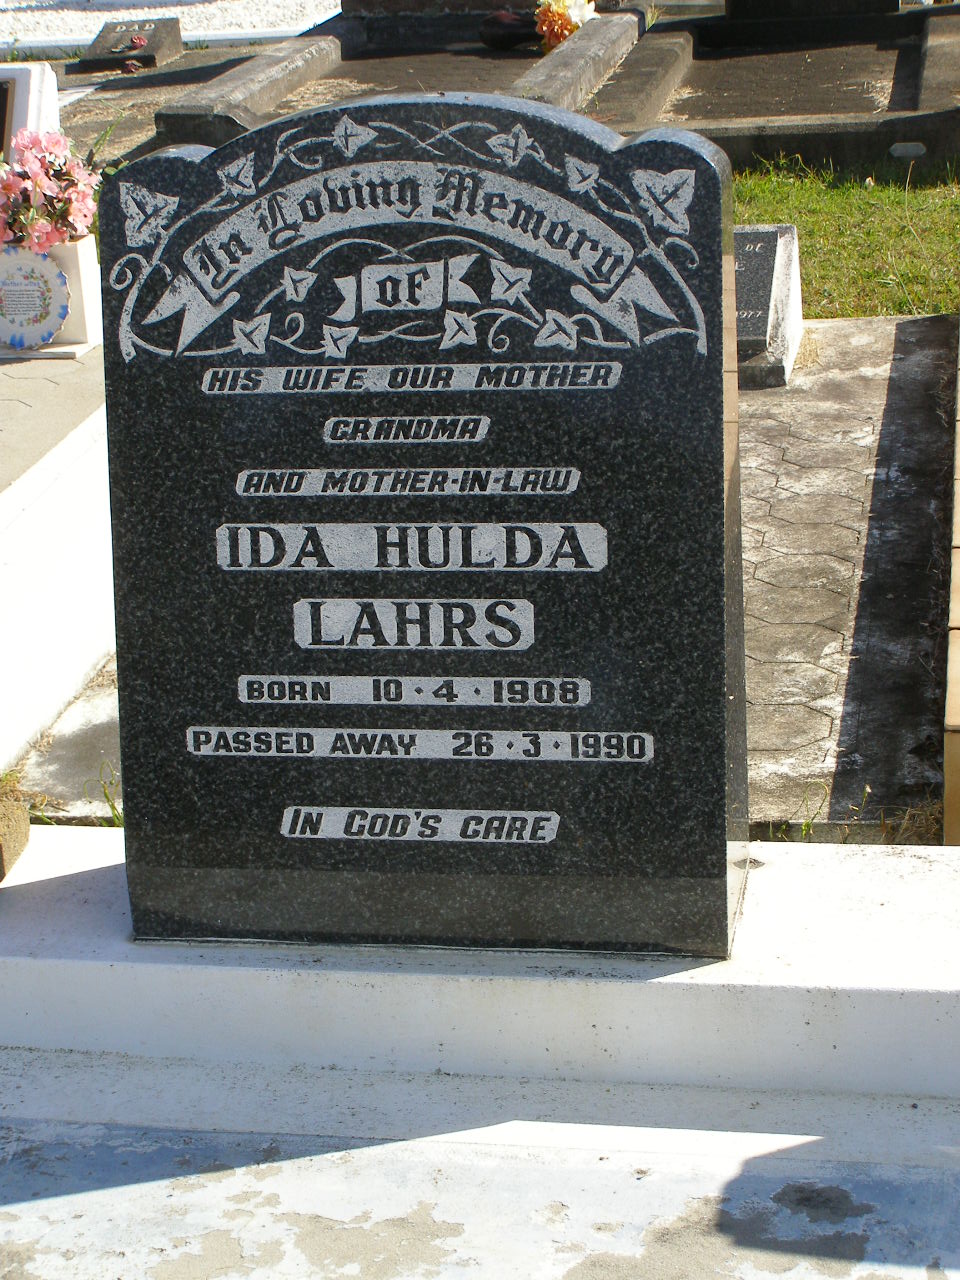 DAD
In Loving Memory
OF
HIS WIFE OUR MOTHER
GRANDMA
AND MOTHER-IN-LAW
IDA HULDA
LAHRS
BORN 10·4·1908
PASSED AWAY 26·3·1990
IN GOD'S CARE